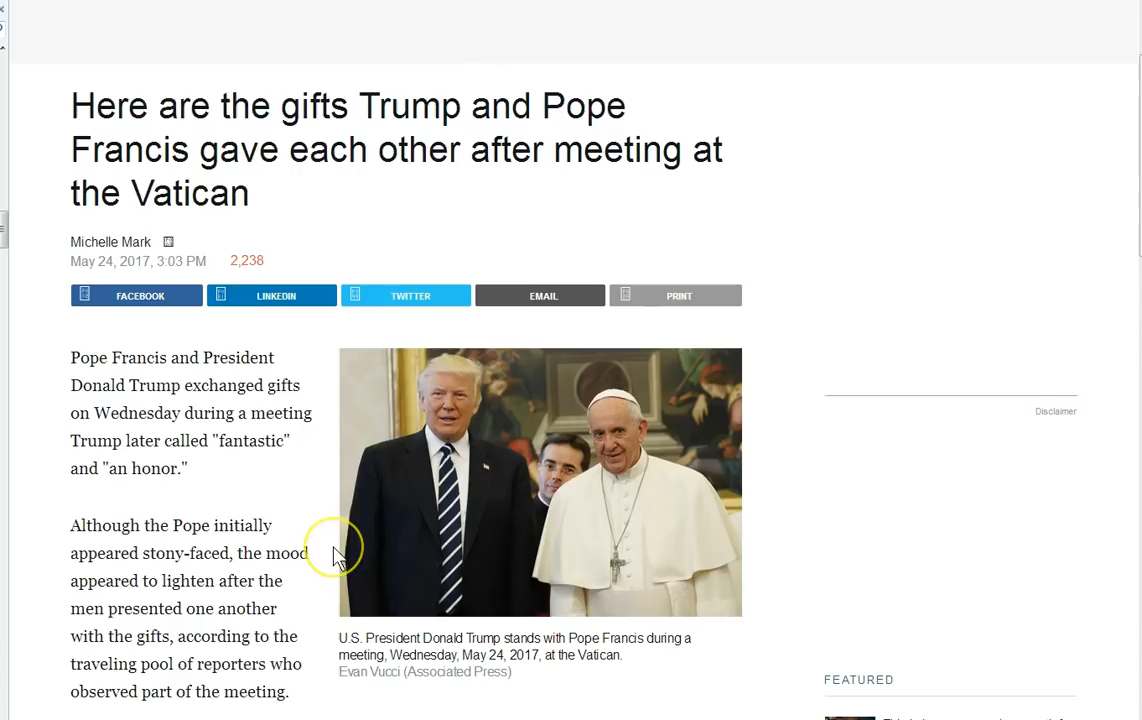 Here are the gifts Trump and Pope
Francis gave each other after meeting at
the Vatican
Michelle Mark
May 24, 2017, 3:03 PM 2,238
FACEBOOK LINKEDIN TWITTER EMAIL PRINT
Pope Francis and President
Donald Trump exchanged gifts
on Wednesday during a meeting
Trump later called "fantastic"
and "an honor."
Although the Pope initially
appeared stony-faced, the mood
appeared to lighten after the
men presented one another
with the gifts, according to the
traveling pool of reporters who
observed part of the meeting.
U.S. President Donald Trump stands with Pope Francis during a
meeting, Wednesday, May 24, 2017, at the Vatican.
Evan Vucci (Associated Press)
Disclaimer
FEATURED